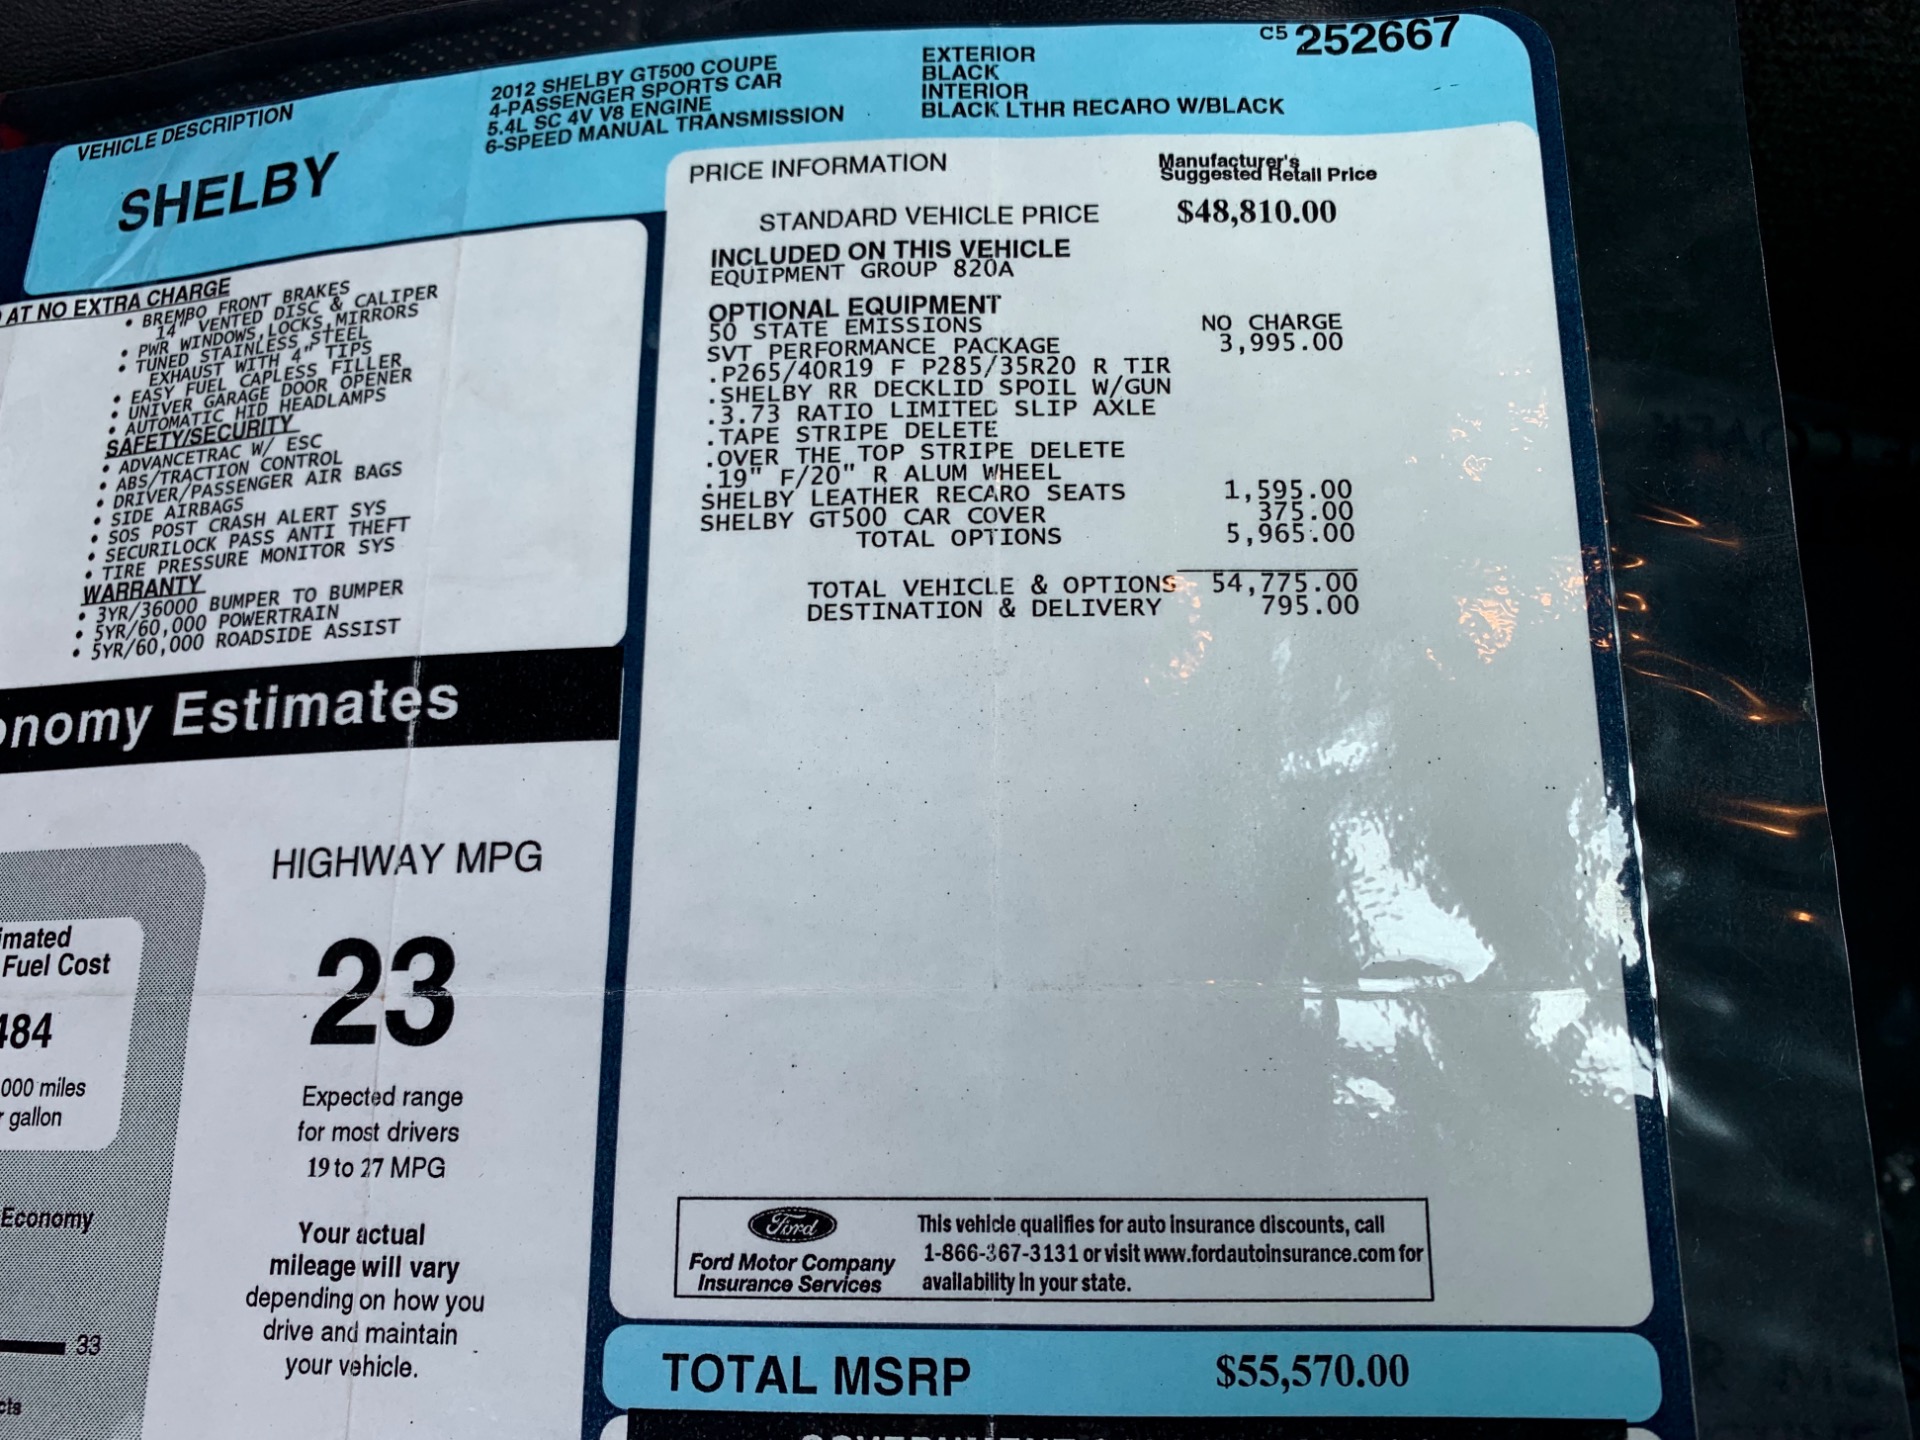 C5 252667
VEHICLE DESCRIPTION
SHELBY
2012 SHELBY GT500 COUPE
4-PASSENGER SPORTS CAR
5.4L SC 4V V8 ENGINE
6-SPEED MANUAL TRANSMISSION
EXTERIOR
BLACK
INTERIOR
BLACK LTHR RECARO W/BLACK
AT NO EXTRA CHARGE
• BREMBO FRONT BRAKES
14" VENTED DISC & CALIPER
• PWR WINDOWS, LOCKS, MIRRORS
• TUNED STAINLESS STEEL
EXHAUST WITH 4" TIPS
• EASY FUEL CAPLESS FILLER
• UNIVER GARAGE DOOR OPENER
• AUTOMATIC HID HEADLAMPS
SAFETY/SECURITY
• ADVANCETRAC W/ ESC
• ABS/TRACTION CONTROL
• DRIVER/PASSENGER AIR BAGS
• SIDE AIRBAGS
• SOS POST CRASH ALERT SYS
• SECURILOCK PASS ANTI THEFT
• TIRE PRESSURE MONITOR SYS
WARRANTY
• 3YR/36000 BUMPER TO BUMPER
• 5YR/60,000 POWERTRAIN
• 5YR/60,000 ROADSIDE ASSIST
PRICE INFORMATION
Manufacturer's
Suggested Retail Price
STANDARD VEHICLE PRICE $48,810.00
INCLUDED ON THIS VEHICLE
EQUIPMENT GROUP 820A
OPTIONAL EQUIPMENT
50 STATE EMISSIONS NO CHARGE
SVT PERFORMANCE PACKAGE 3,995.00
.P265/40R19 F P285/35R20 R TIR
.SHELBY RR DECKLID SPOIL W/GUN
.3.73 RATIO LIMITED SLIP AXLE
.TAPE STRIPE DELETE
.OVER THE TOP STRIPE DELETE
.19" F/20" R ALUM WHEEL
SHELBY LEATHER RECARO SEATS 1,595.00
SHELBY GT500 CAR COVER 375.00
TOTAL OPTIONS 5,965.00
TOTAL VEHICLE & OPTIONS 54,775.00
DESTINATION & DELIVERY 795.00
onomy Estimates
HIGHWAY MPG
23
Expected range
for most drivers
19 to 27 MPG
Your actual
mileage will vary
depending on how you
drive and maintain
your vehicle.
imated
Fuel Cost
484
000 miles
r gallon
Economy
33
cts
Ford
Ford Motor Company
Insurance Services
This vehicle qualifies for auto insurance discounts, call
1-866-367-3131 or visit www.fordautoinsurance.com for
availability in your state.
TOTAL MSRP $55,570.00